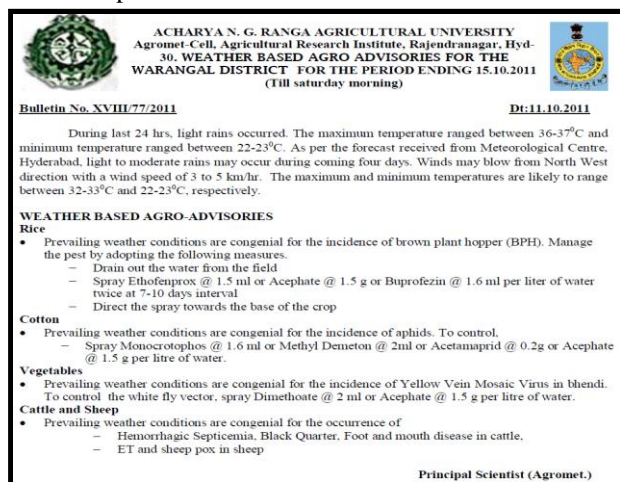 ACHARYA N. G. RANGA AGRICULTURAL UNIVERSITY
Agromet-Cell, Agricultural Research Institute, Rajendranagar, Hyd-
30. WEATHER BASED AGRO ADVISORIES FOR THE
WARANGAL DISTRICT FOR THE PERIOD ENDING 15.10.2011
(Till saturday morning)
Bulletin No. XVIII/77/2011 Dt:11.10.2011
During last 24 hrs, light rains occurred. The maximum temperature ranged between 36-37⁰C and
minimum temperature ranged between 22-23⁰C. As per the forecast received from Meteorological Centre,
Hyderabad, light to moderate rains may occur during coming four days. Winds may blow from North West
direction with a wind speed of 3 to 5 km/hr. The maximum and minimum temperatures are likely to range
between 32-33⁰C and 22-23⁰C, respectively.
WEATHER BASED AGRO-ADVISORIES
Rice
• Prevailing weather conditions are congenial for the incidence of brown plant hopper (BPH). Manage
the pest by adopting the following measures.
– Drain out the water from the field
– Spray Ethofenprox @ 1.5 ml or Acephate @ 1.5 g or Buprofezin @ 1.6 ml per liter of water
twice at 7-10 days interval
– Direct the spray towards the base of the crop
Cotton
• Prevailing weather conditions are congenial for the incidence of aphids. To control,
– Spray Monocrotophos @ 1.6 ml or Methyl Demeton @ 2ml or Acetamaprid @ 0.2g or Acephate
@ 1.5 g per litre of water.
Vegetables
• Prevailing weather conditions are congenial for the incidence of Yellow Vein Mosaic Virus in bhendi.
To control the white fly vector, spray Dimethoate @ 2 ml or Acephate @ 1.5 g per litre of water.
Cattle and Sheep
• Prevailing weather conditions are congenial for the occurrence of
– Hemorrhagic Septicemia, Black Quarter, Foot and mouth disease in cattle,
– ET and sheep pox in sheep
Principal Scientist (Agromet.)